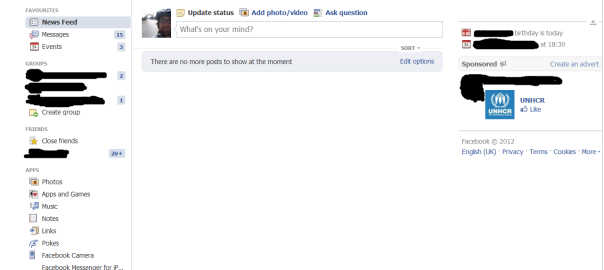 FAVOURITES
News Feed
Messages 15
Events 3
GROUPS
2
1
Create group
FRIENDS
Close friends
20+
APPS
Photos
Apps and Games
Music
Notes
Links
Pokes
Facebook Camera
Facebook Messenger for iP...
Update status Add photo/video Ask question
What's on your mind?
SORT
There are no more posts to show at the moment Edit options
birthday is today
at 18:30
Sponsored Create an advert
UNHCR
UNHCR
Like
Facebook © 2012
English (UK) · Privacy · Terms · Cookies · More